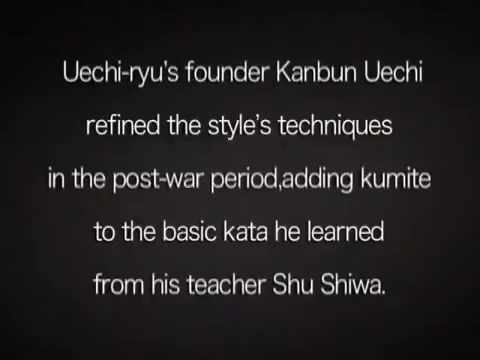 Uechi-ryu's founder Kanbun Uechi
refined the style's techniques
in the post-war period,adding kumite
to the basic kata he learned
from his teacher Shu Shiwa.